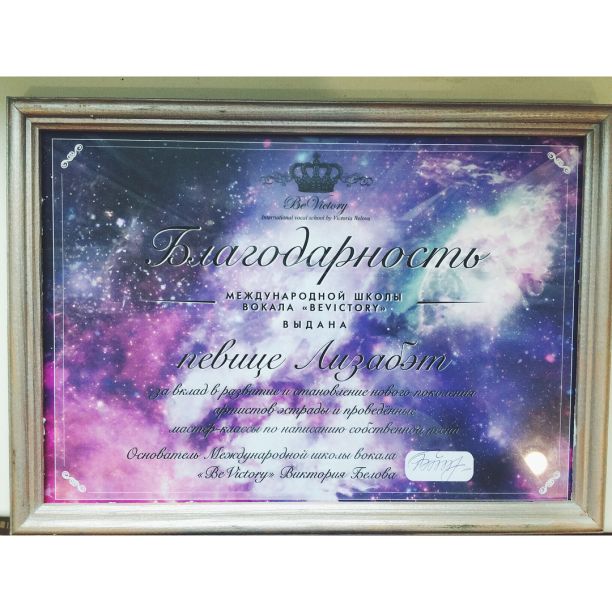 BeVictory
International vocal school by Victoria Belova
Благодарность
МЕЖДУНАРОДНОЙ ШКОЛЫ
ВОКАЛА «BEVICTORY»
ВЫДАНА
певице Лизабэт
за вклад в развитие и становление нового поколения
артистов эстрады и проведённые
мастер-классы по написанию собственной песни
Основатель Международной школы вокала
«BeVictory» Виктория Белова